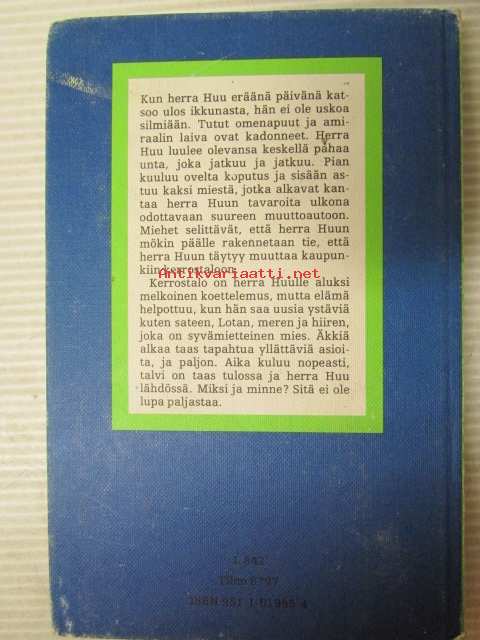 Kun herra Huu eräänä päivänä kat-
soo ulos ikkunasta, hän ei ole uskoa
silmiään. Tutut omenapuut ja ami-
raalin laiva ovat kadonneet. Herra
Huu luulee olevansa keskellä pahaa
unta, joka jatkuu ja jatkuu. Pian
kuuluu ovelta koputus ja sisään as-
tuu kaksi miestä, jotka alkavat kan-
taa herra Huun tavaroita ulkona
odottavaan suureen muuttoautoon.
Miehet selittävät, että herra Huun
mökin päälle rakennetaan tie, että
herra Huun täytyy muuttaa kaupun-
kiin kerrostaloon.
Antikvariaatti.net
Kerrostalo on herra Huulle aluksi
melkoinen koettelemus, mutta elämä
helpottuu, kun hän saa uusia ystäviä
kuten sateen, Lotan, meren ja hiiren,
joka on syvämietteinen mies. Äkkiä
alkaa taas tapahtua yllättäviä asioi-
ta, ja paljon. Aika kuluu nopeasti,
talvi on taas tulossa ja herra Huu
lähdössä. Miksi ja minne? Sitä ei ole
lupa paljastaa.
ISBN 951